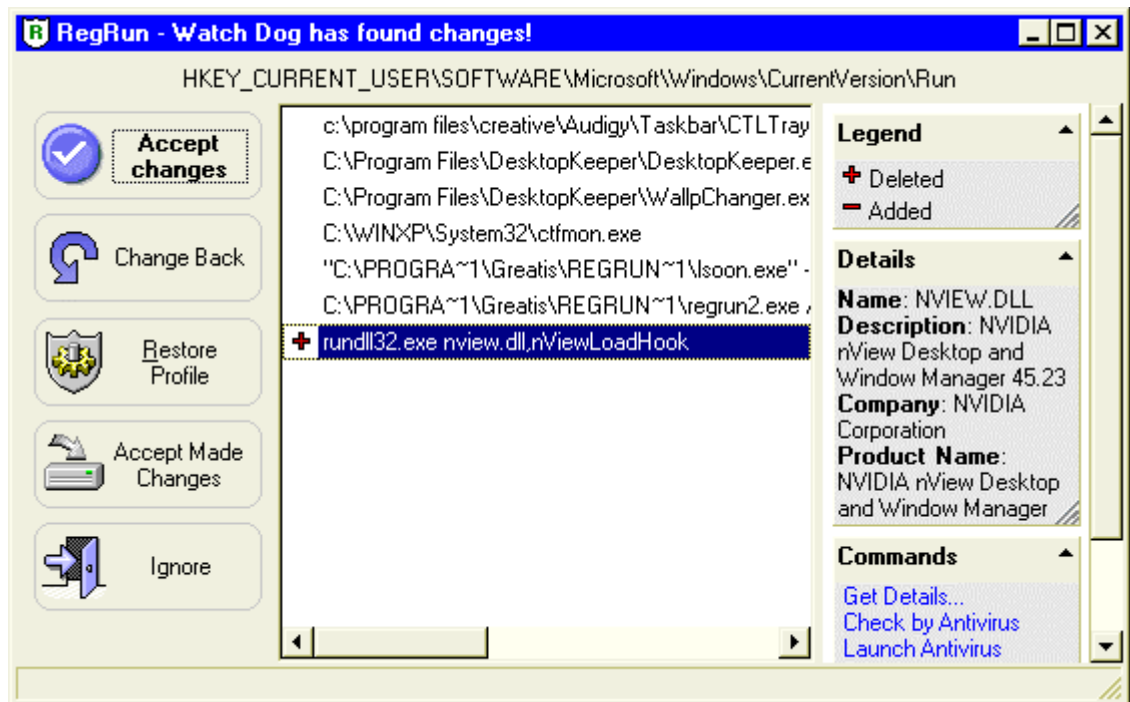 RegRun - Watch Dog has found changes!
HKEY_CURRENT_USER\SOFTWARE\Microsoft\Windows\CurrentVersion\Run
Accept
changes
Change Back
Restore
Profile
Accept Made
Changes
Ignore
c:\program files\creative\Audigy\Taskbar\CTLTray
C:\Program Files\DesktopKeeper\DesktopKeeper.e
C:\Program Files\DesktopKeeper\WallpChanger.ex
C:\WINXP\System32\ctfmon.exe
"C:\PROGRA~1\Greatis\REGRUN~1\lsoon.exe" -
C:\PROGRA~1\Greatis\REGRUN~1\regrun2.exe /
rundll32.exe nview.dll,nViewLoadHook
Legend
Deleted
Added
Details
Name: NVIEW.DLL
Description: NVIDIA
nView Desktop and
Window Manager 45.23
Company: NVIDIA
Corporation
Product Name:
NVIDIA nView Desktop
and Window Manager
Commands
Get Details...
Check by Antivirus
Launch Antivirus